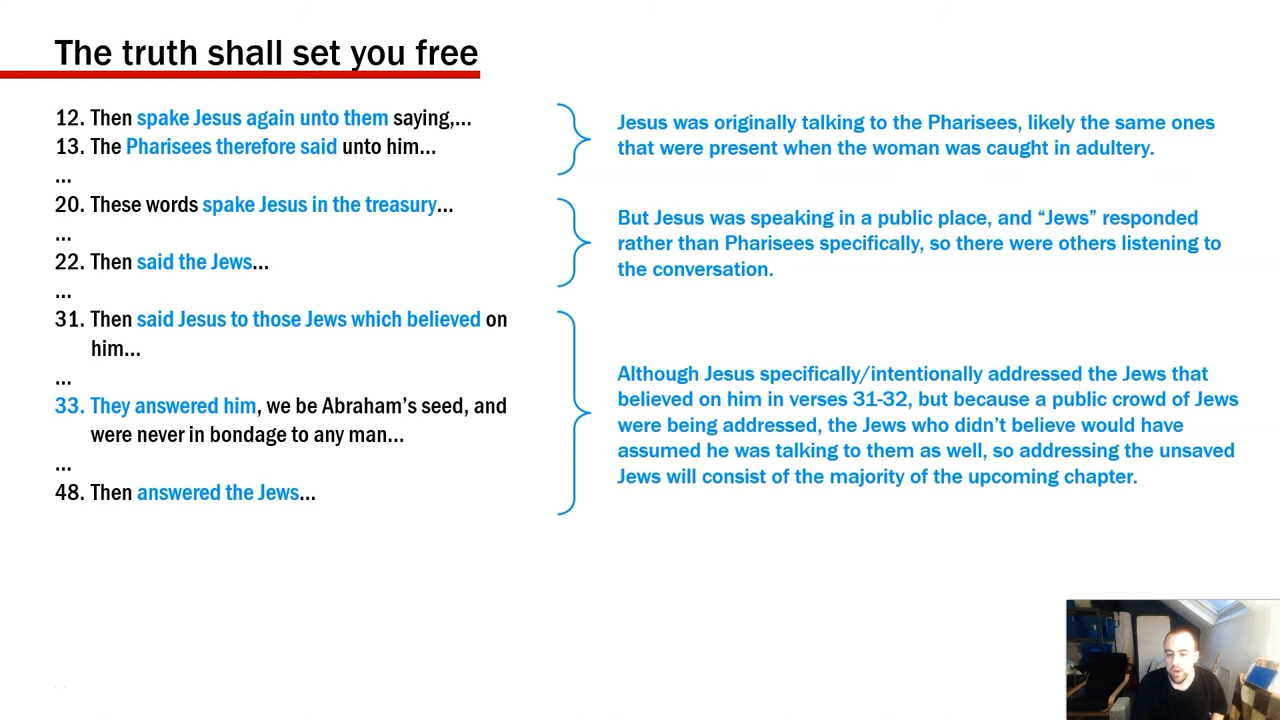 The truth shall set you free
12. Then spake Jesus again unto them saying,...
13. The Pharisees therefore said unto him...
...
20. These words spake Jesus in the treasury...
...
22. Then said the Jews...
...
31. Then said Jesus to those Jews which believed on
him...
...
33. They answered him, we be Abraham’s seed, and
were never in bondage to any man...
...
48. Then answered the Jews...
Jesus was originally talking to the Pharisees, likely the same ones
that were present when the woman was caught in adultery.
But Jesus was speaking in a public place, and “Jews” responded
rather than Pharisees specifically, so there were others listening to
the conversation.
Although Jesus specifically/intentionally addressed the Jews that
believed on him in verses 31-32, but because a public crowd of Jews
were being addressed, the Jews who didn’t believe would have
assumed he was talking to them as well, so addressing the unsaved
Jews will consist of the majority of the upcoming chapter.